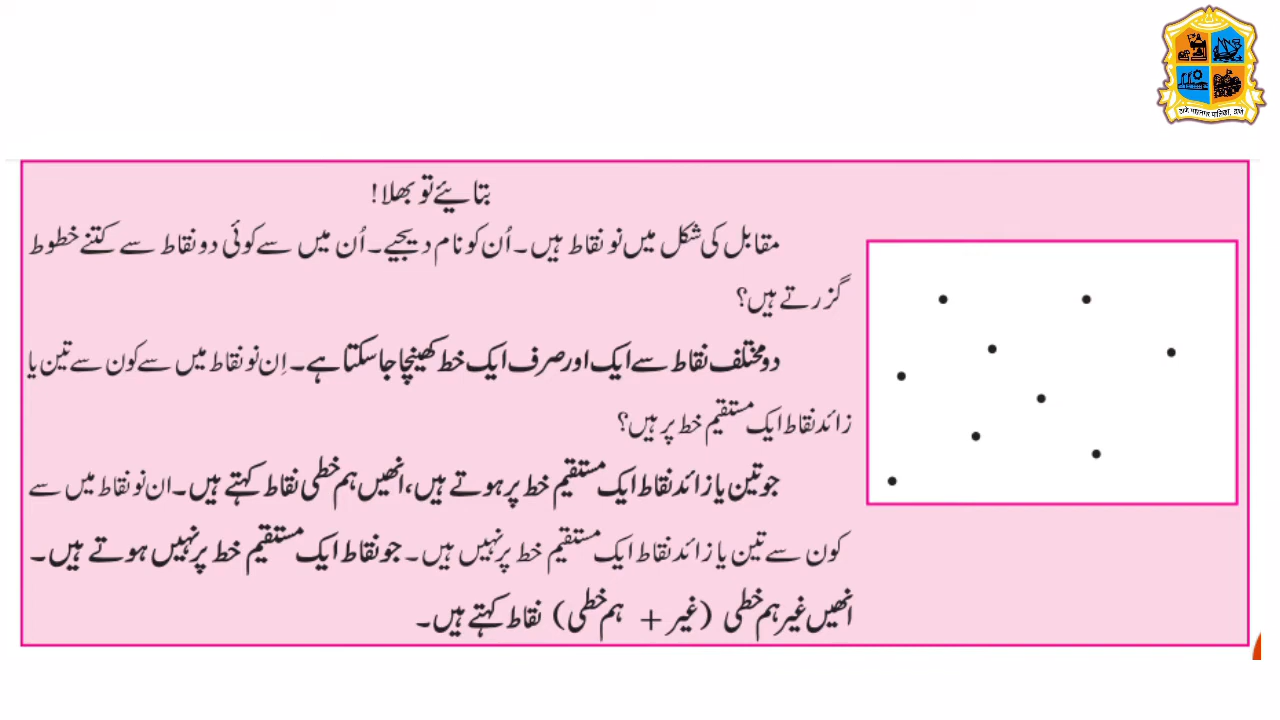 ठाणे महानगर पालिका, ठाणे
بتایئے تو بھلا!
مقابل کی شکل میں نو نقاط ہیں۔ اُن کو نام دیجیے۔ اُن میں سے کوئی دو نقاط سے کتنے خطوط
گزرتے ہیں؟
دو مختلف نقاط سے ایک اور صرف ایک خط کھینچا جاسکتا ہے۔ اِن نو نقاط میں سے کون سے تین یا
زائد نقاط ایک مستقیم خط پر ہیں؟
جو تین یا زائد نقاط ایک مستقیم خط پر ہوتے ہیں، انھیں ہم خطی نقاط کہتے ہیں۔ ان نو نقاط میں سے
کون سے تین یا زائد نقاط ایک مستقیم خط پر نہیں ہیں۔ جو نقاط ایک مستقیم خط پر نہیں ہوتے ہیں۔
انھیں غیر ہم خطی (غیر + ہم خطی) نقاط کہتے ہیں۔